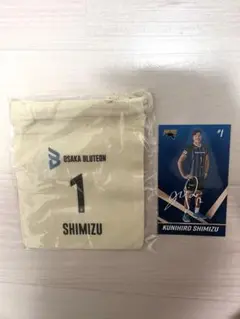 OSAKA BLUTEON
1
SHIMIZU
#1
KUNIHIRO SHIMIZU